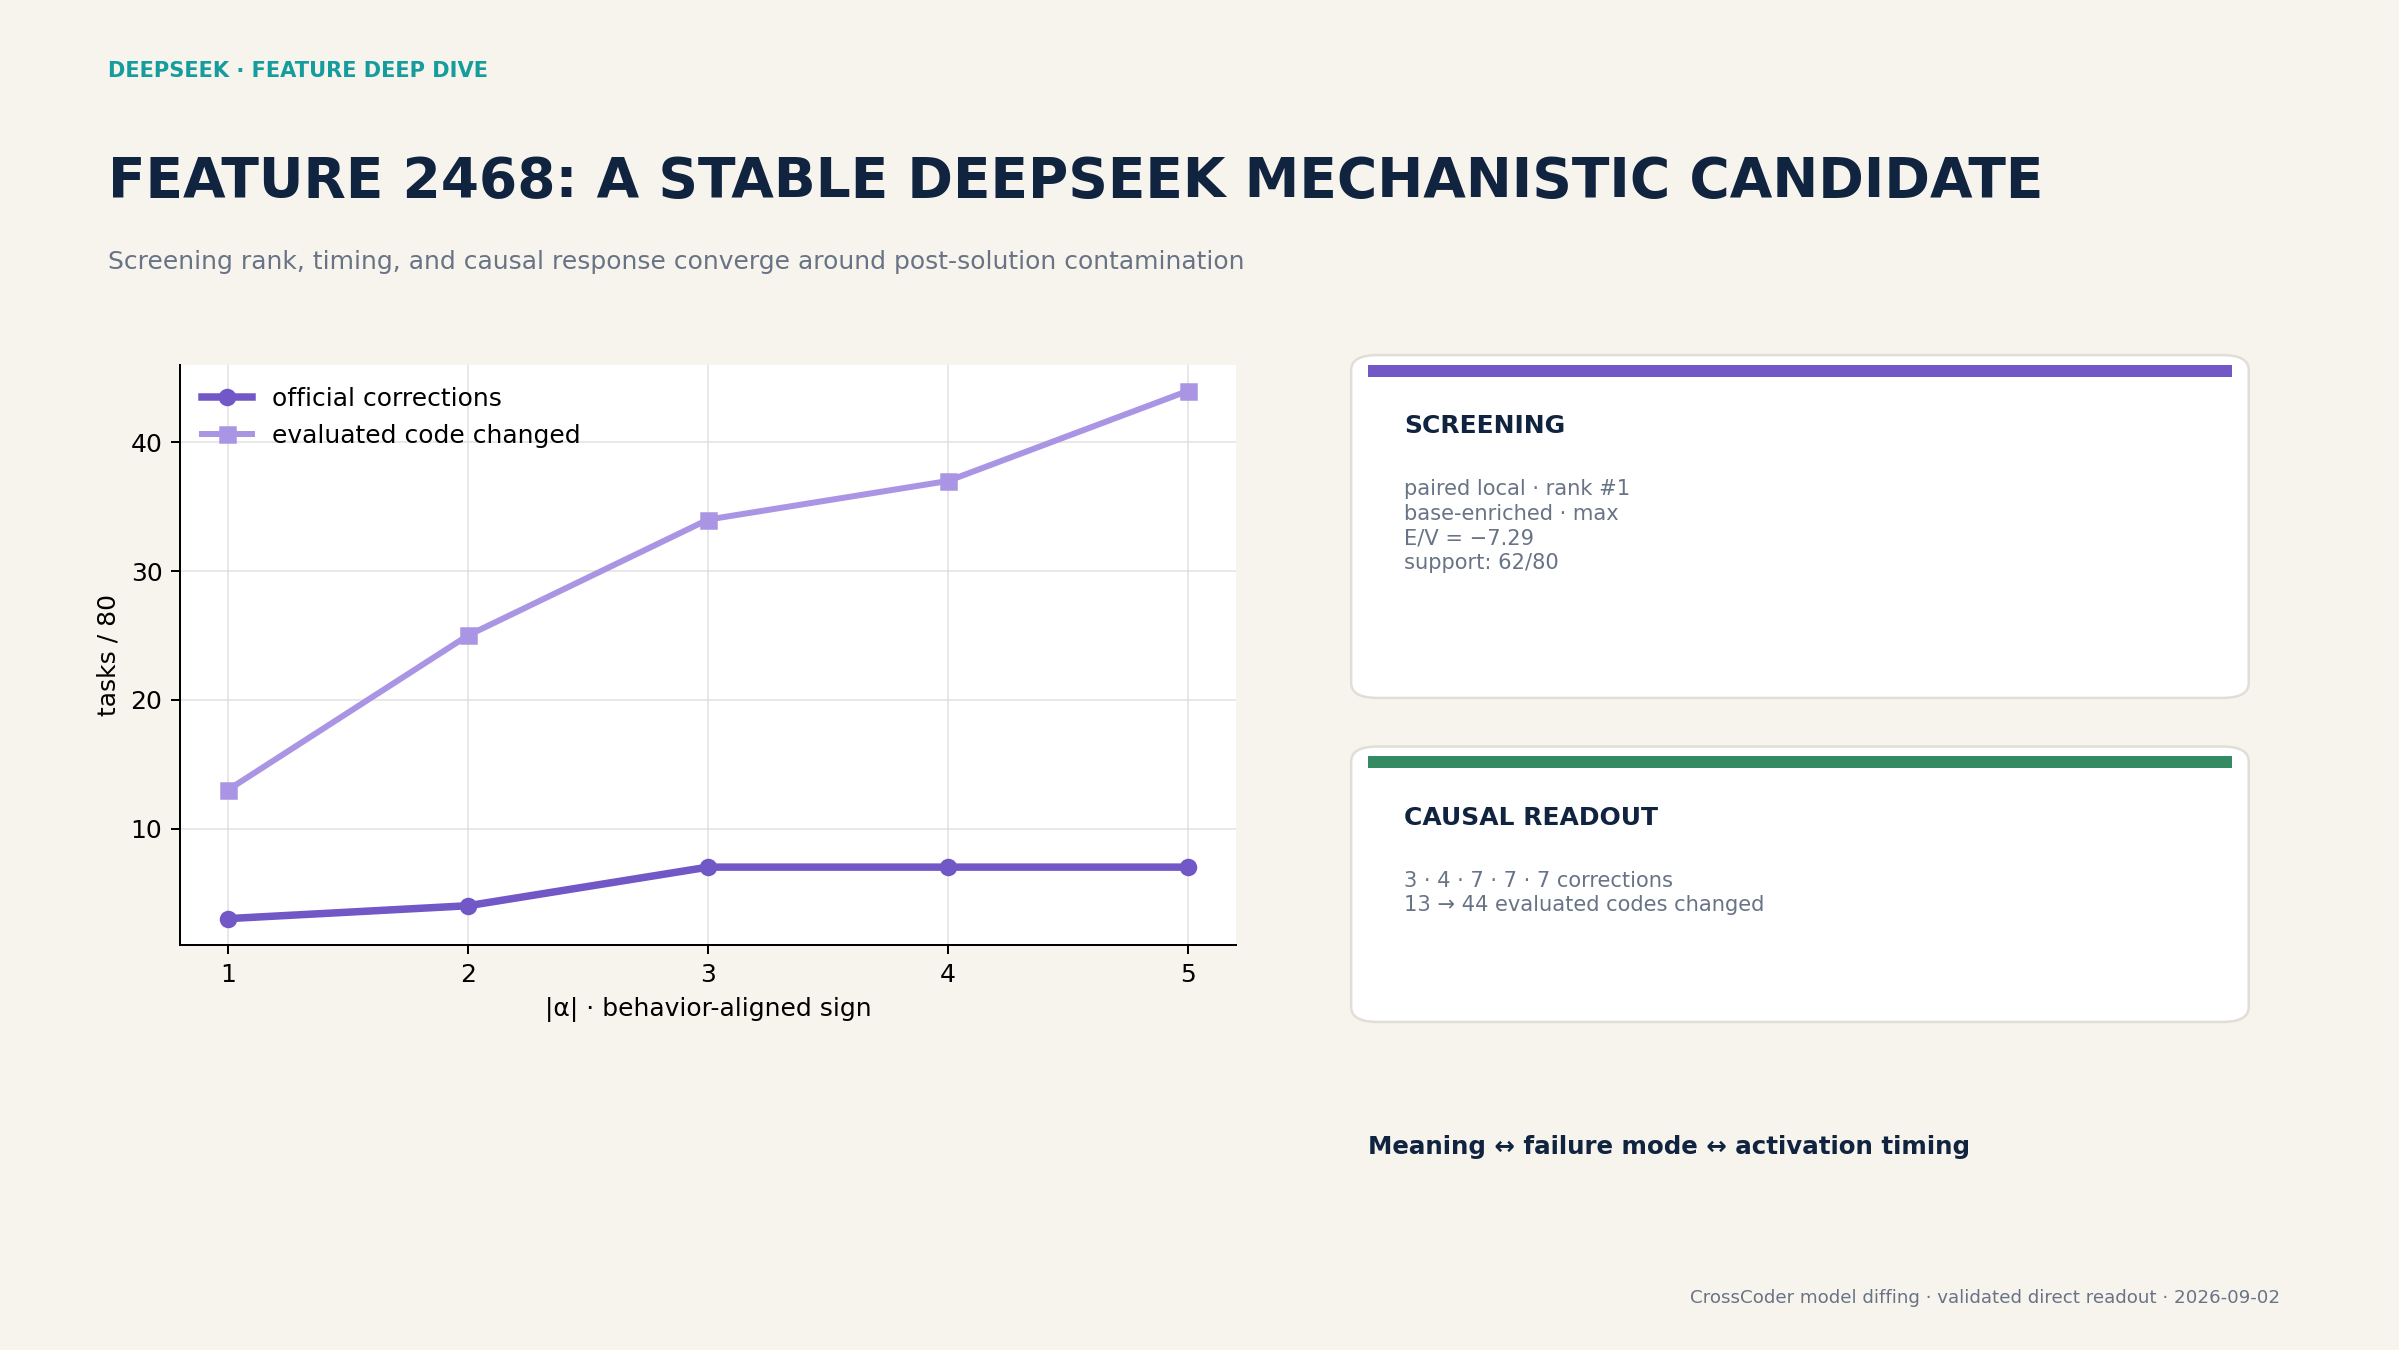 DEEPSEEK · FEATURE DEEP DIVE
FEATURE 2468: A STABLE DEEPSEEK MECHANISTIC CANDIDATE
Screening rank, timing, and causal response converge around post-solution contamination
official corrections
evaluated code changed
40
30
20
10
tasks / 80
1 2 3 4 5
|α| · behavior-aligned sign
SCREENING
paired local · rank #1
base-enriched · max
E/V = −7.29
support: 62/80
CAUSAL READOUT
3 · 4 · 7 · 7 · 7 corrections
13 → 44 evaluated codes changed
Meaning ↔ failure mode ↔ activation timing
CrossCoder model diffing · validated direct readout · 2026-09-02